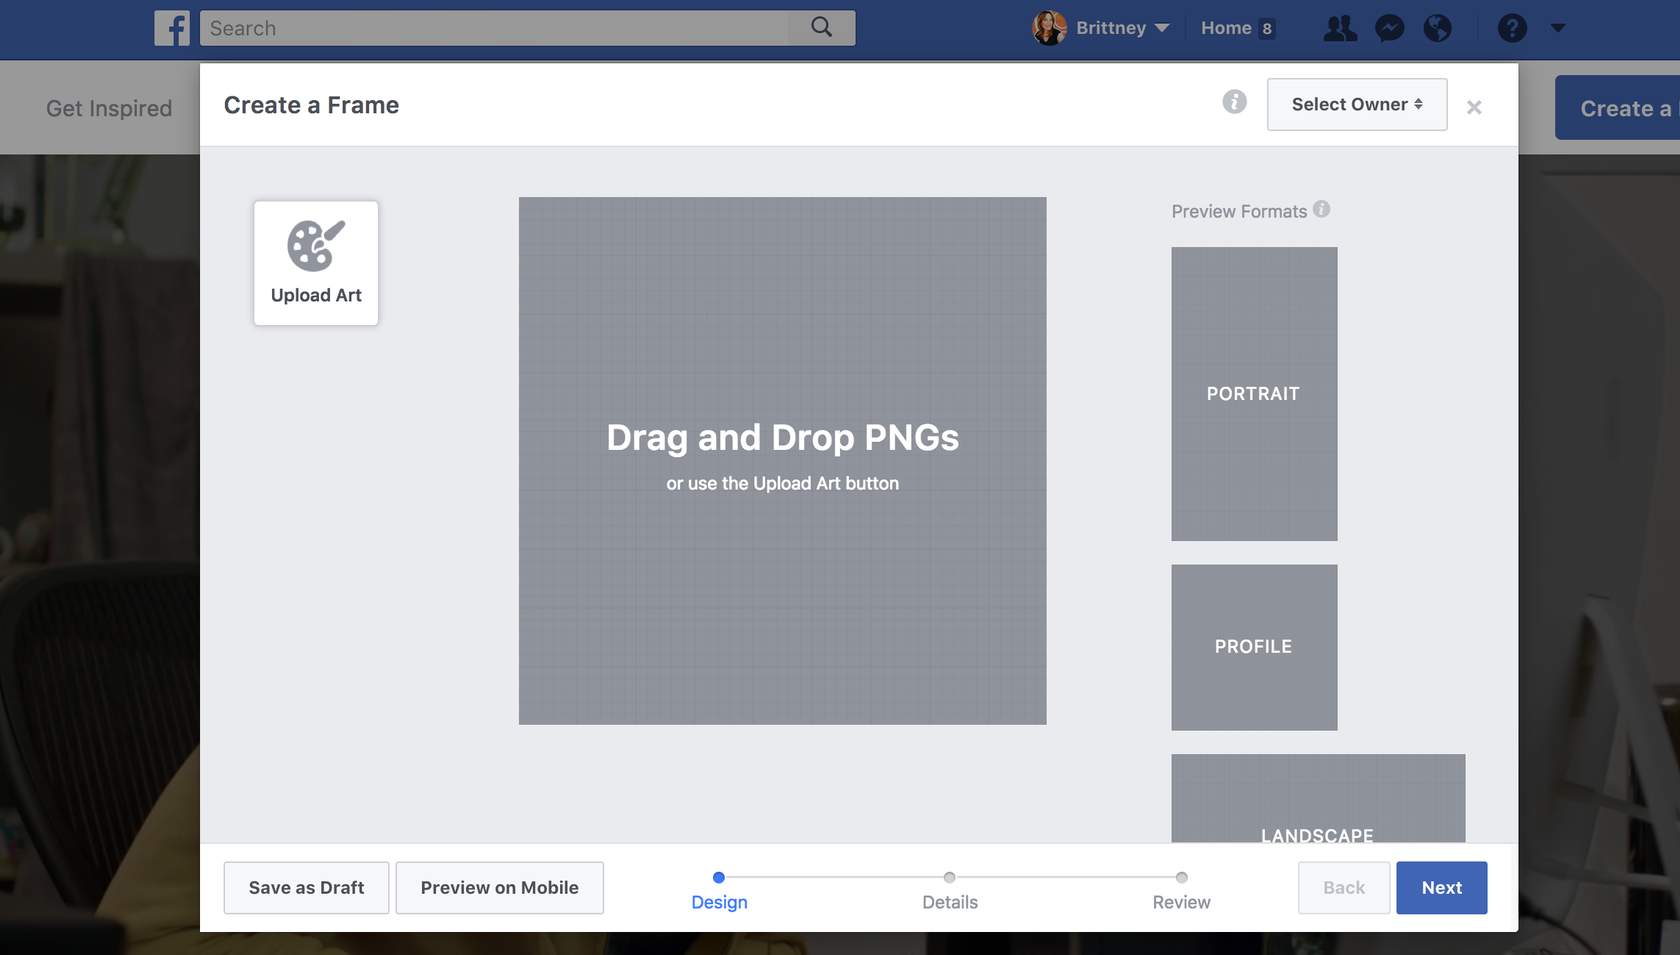 Search
Brittney
Home 8
Get Inspired
Create a Frame
Select Owner
Create a
Upload Art
Drag and Drop PNGs
or use the Upload Art button
Preview Formats
PORTRAIT
PROFILE
LANDSCAPE
Save as Draft
Preview on Mobile
Design
Details
Review
Back
Next